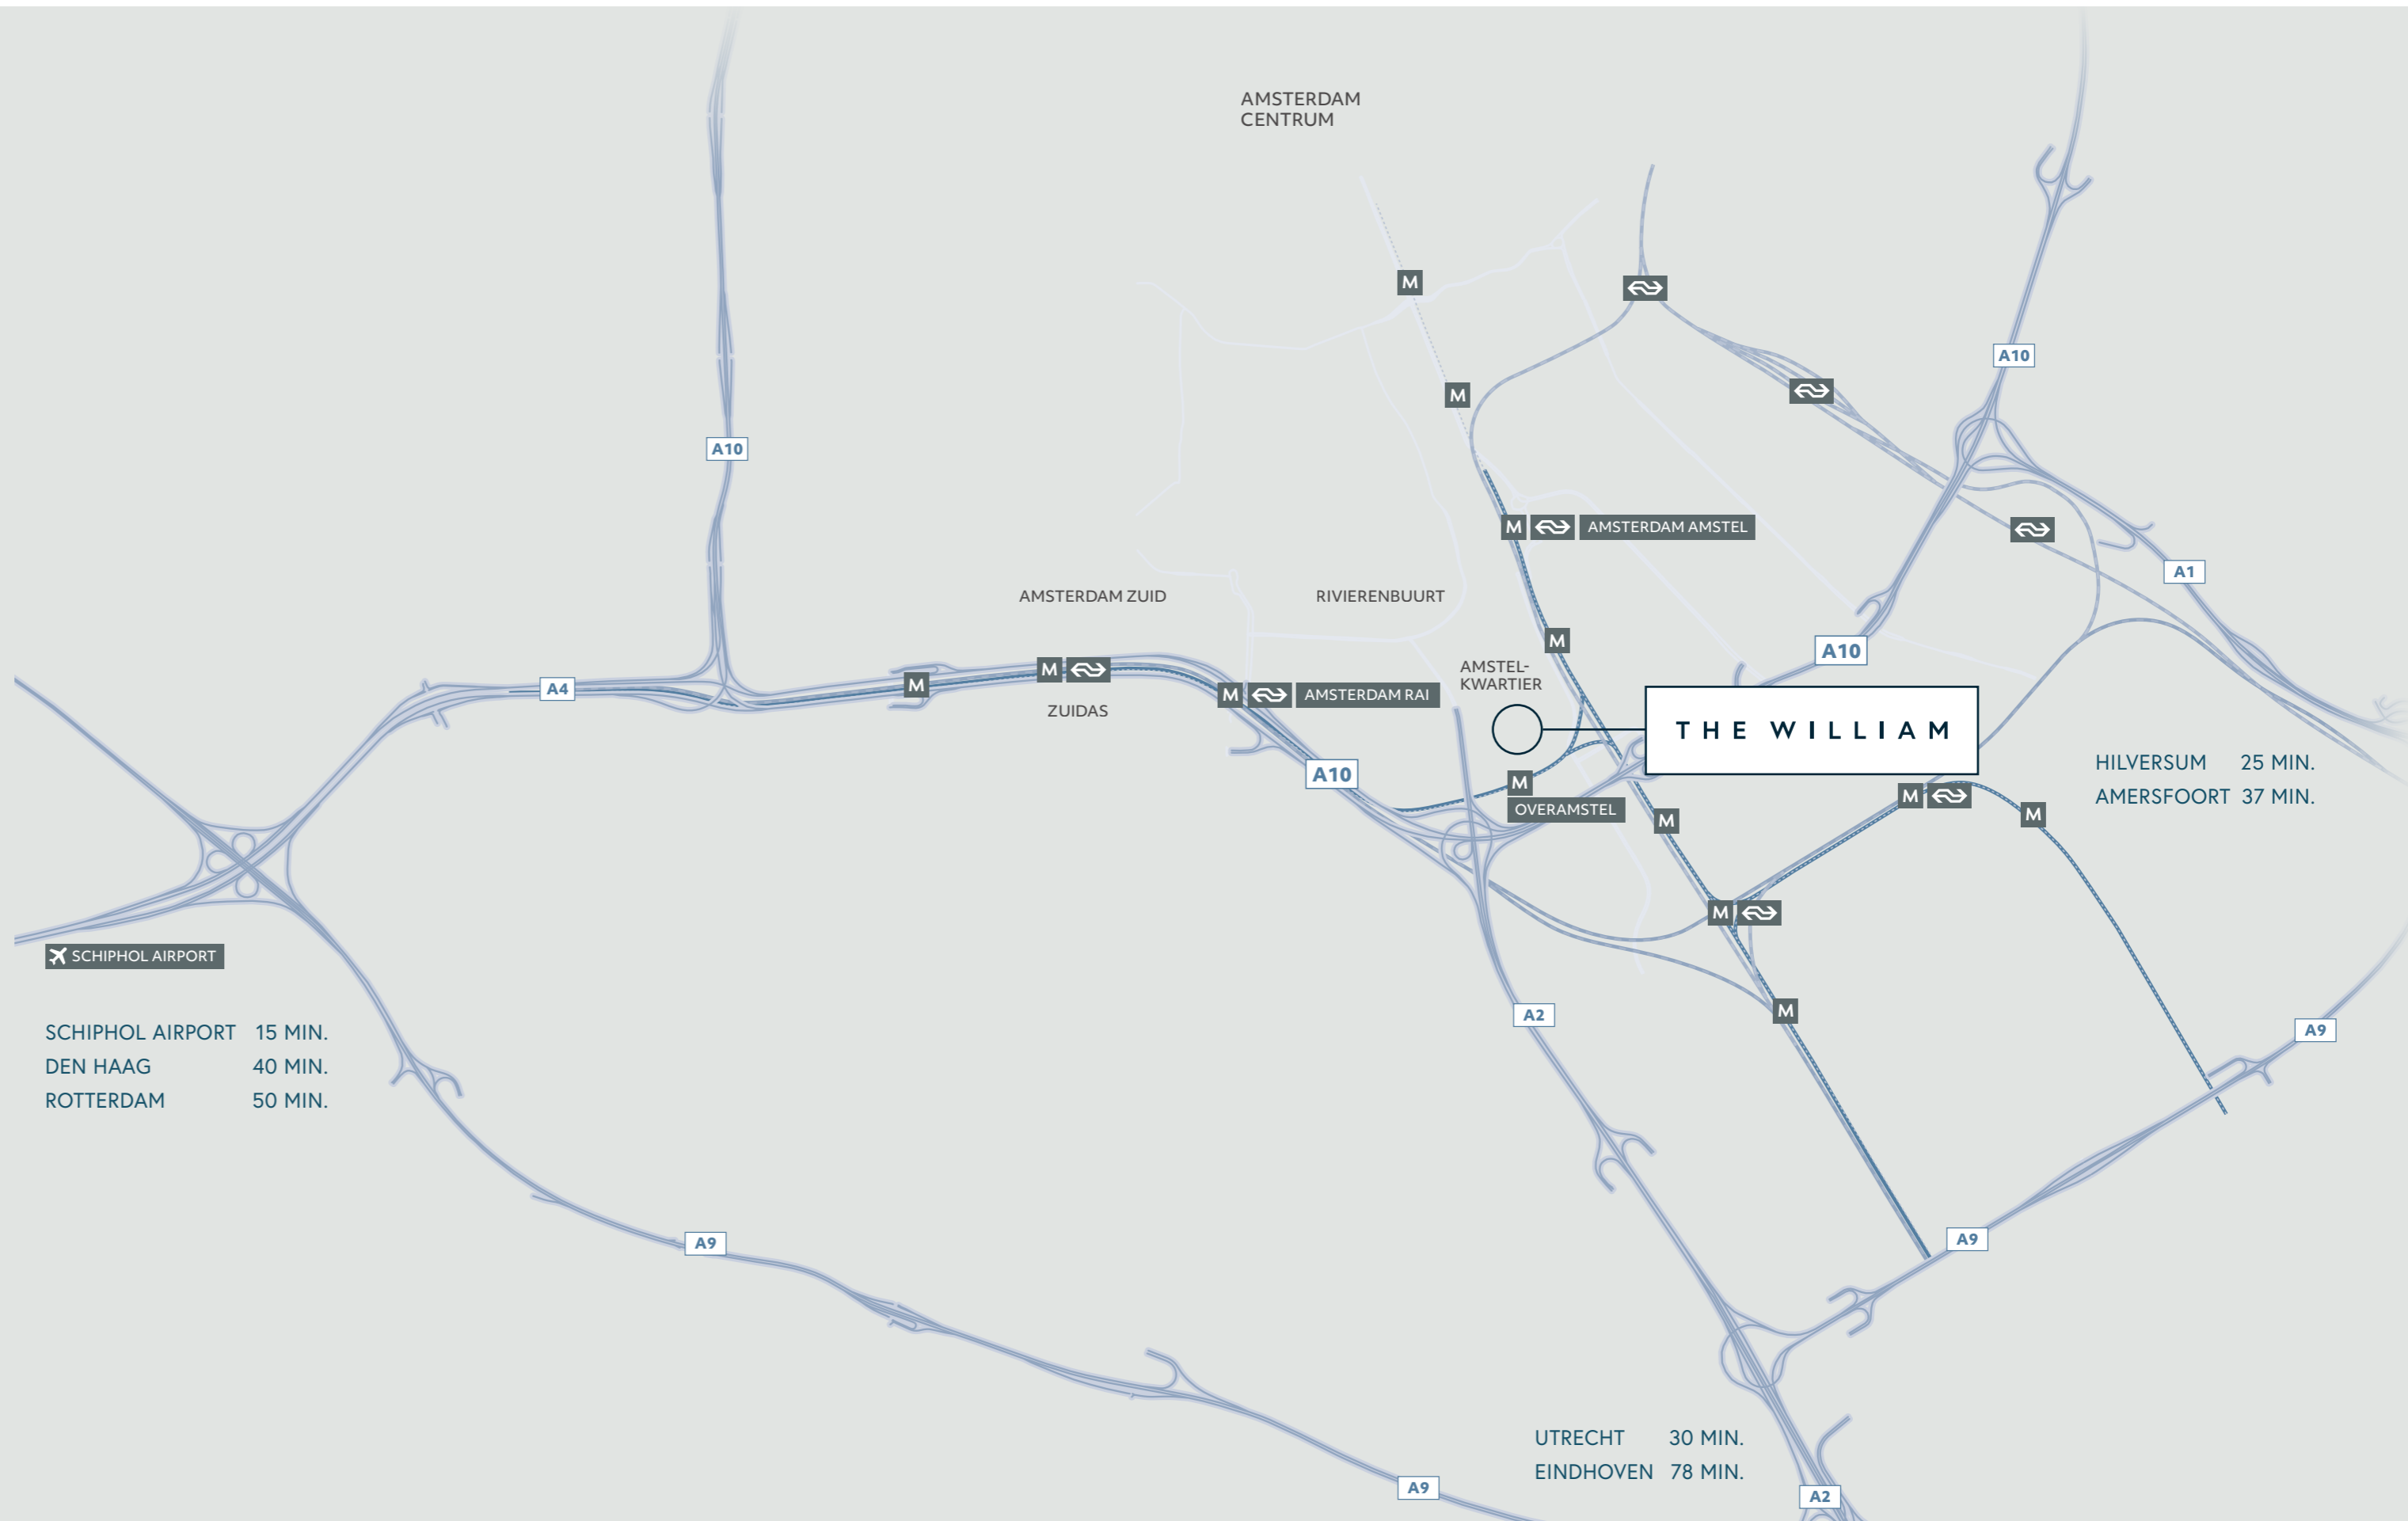 AMSTERDAM
CENTRUM
M
A10
M
A10
M AMSTERDAM AMSTEL
A1
AMSTERDAM ZUID
RIVIERENBUURT
M
A10
AMSTEL-
KWARTIER
M
M
A4
M AMSTERDAM RAI
ZUIDAS
THE WILLIAM
A10
M
OVERAMSTEL
M
M
M
HILVERSUM 25 MIN.
AMERSFOORT 37 MIN.
M
SCHIPHOL AIRPORT
A2
M
A9
SCHIPHOL AIRPORT 15 MIN.
DEN HAAG 40 MIN.
ROTTERDAM 50 MIN.
A9
A9
UTRECHT 30 MIN.
EINDHOVEN 78 MIN.
A9
A2